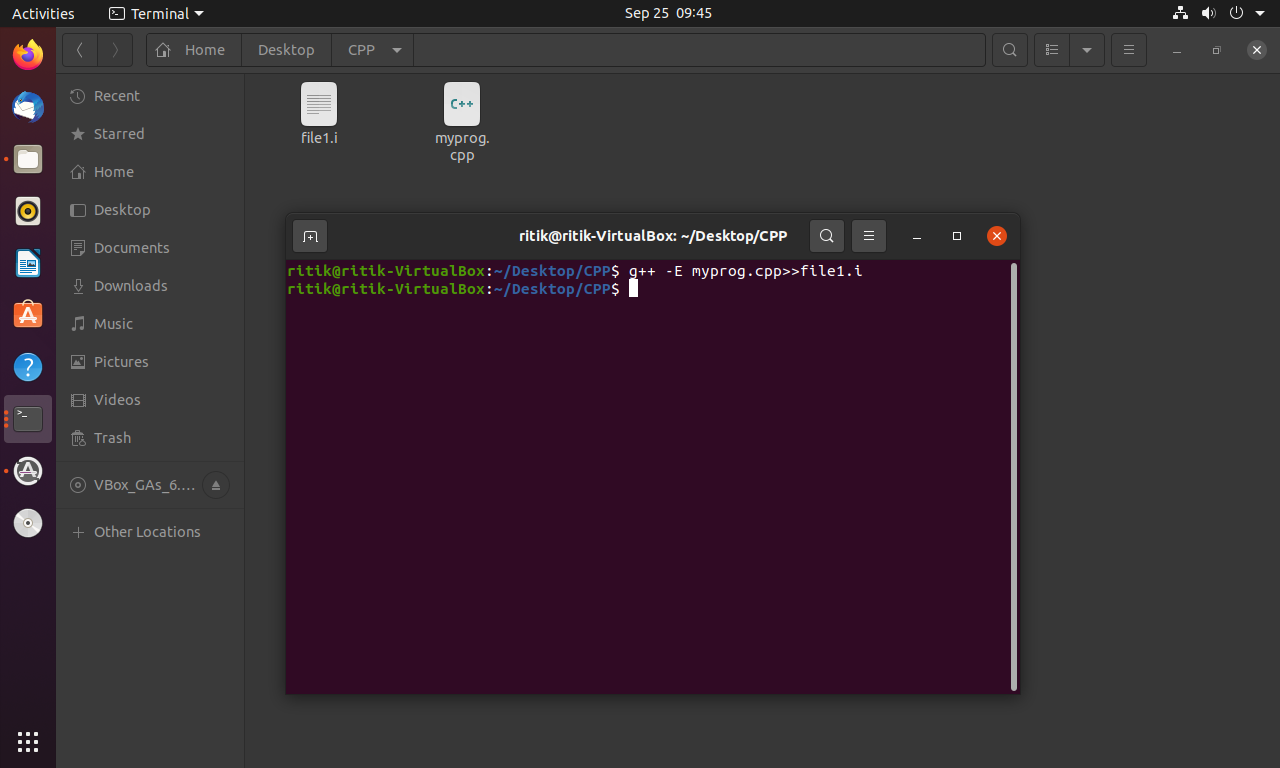 Activities
Terminal
Sep 25 09:45
Home
Desktop
CPP
Recent
Starred
Home
Desktop
Documents
Downloads
Music
Pictures
Videos
Trash
VBox_GAs_6....
Other Locations
file1.i
C++
myprog.
cpp
ritik@ritik-VirtualBox: ~/Desktop/CPP
ritik@ritik-VirtualBox:~/Desktop/CPP$ g++ -E myprog.cpp>>file1.i
ritik@ritik-VirtualBox:~/Desktop/CPP$